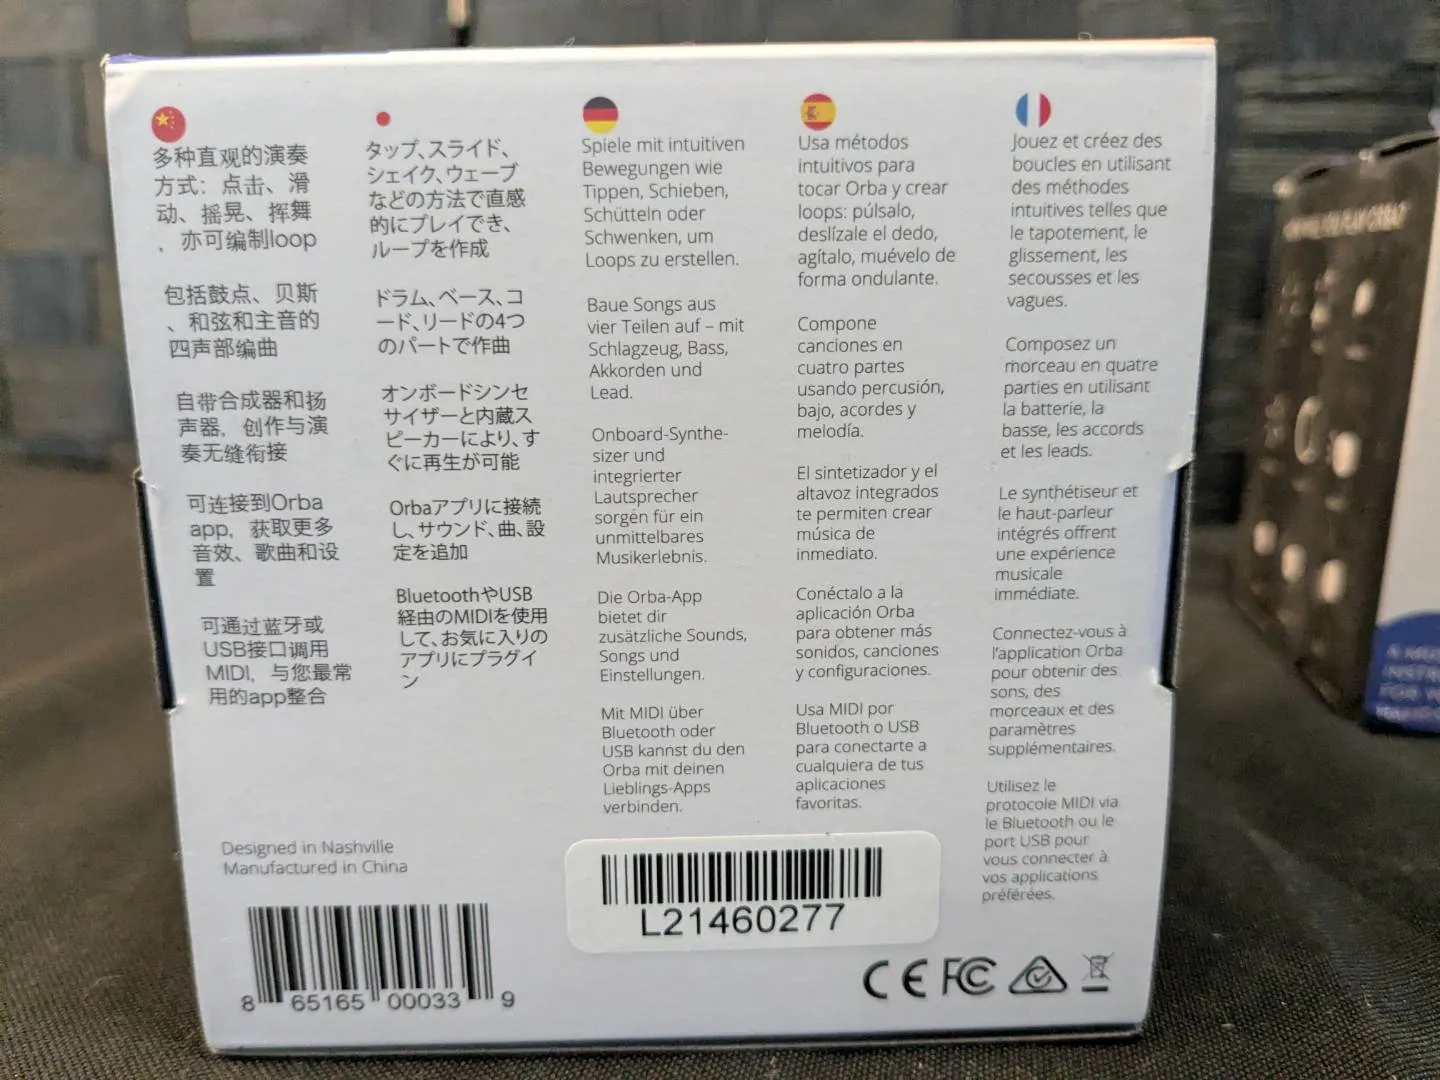 多种直观的演奏
方式：点击、滑
动、摇晃、挥舞
、亦可编制loop
包括鼓点、贝斯
、和弦和主音的
四声部编曲
自带合成器和扬
声器，创作与演
奏无缝衔接
可连接到Orba
app，获取更多
音效、歌曲和设
置
可通过蓝牙或
USB接口调用
MIDI，与您最常
用的app整合
タップ、スライド、
シェイク、ウェーブ
などの方法で直感
的にプレイでき、
ループを作成
ドラム、ベース、コ
ード、リードの4つ
のパートで作曲
オンボードシンセ
サイザーと内蔵ス
ピーカーにより、す
ぐに再生が可能
Orbaアプリに接続
し、サウンド、曲、設
定を追加
BluetoothやUSB
経由のMIDIを使用
して、お気に入りの
アプリにプラグイ
ン
Spiele mit intuitiven
Bewegungen wie
Tippen, Schieben,
Schütteln oder
Schwenken, um
Loops zu erstellen.
Baue Songs aus
vier Teilen auf – mit
Schlagzeug, Bass,
Akkorden und
Lead.
Onboard-Synthe-
sizer und
integrierter
Lautsprecher
sorgen für ein
unmittelbares
Musikerlebnis.
Die Orba-App
bietet dir
zusätzliche Sounds,
Songs und
Einstellungen.
Mit MIDI über
Bluetooth oder
USB kannst du den
Orba mit deinen
Lieblings-Apps
verbinden.
Usa métodos
intuitivos para
tocar Orba y crear
loops: púlsalo,
deslízale el dedo,
agítalo, muévelo de
forma ondulante.
Compone
canciones en
cuatro partes
usando percusión,
bajo, acordes y
melodía.
El sintetizador y el
altavoz integrados
te permiten crear
música de
inmediato.
Conéctalo a la
aplicación Orba
para obtener más
sonidos, canciones
y configuraciones.
Usa MIDI por
Bluetooth o USB
para conectarte a
cualquiera de tus
aplicaciones
favoritas.
Jouez et créez des
boucles en utilisant
des méthodes
intuitives telles que
le tapotement, le
glissement, les
secousses et les
vagues.
Composez un
morceau en quatre
parties en utilisant
la batterie, la
basse, les accords
et les leads.
Le synthétiseur et
le haut-parleur
intégrés offrent
une expérience
musicale
immédiate.
Connectez-vous à
l'application Orba
pour obtenir des
sons, des
morceaux et des
paramètres
supplémentaires.
Utilisez le
protocole MIDI via
le Bluetooth ou le
port USB pour
vous connecter à
vos applications
préférées.
Designed in Nashville
Manufactured in China
8 65165 00033 9
L21460277
CE FC